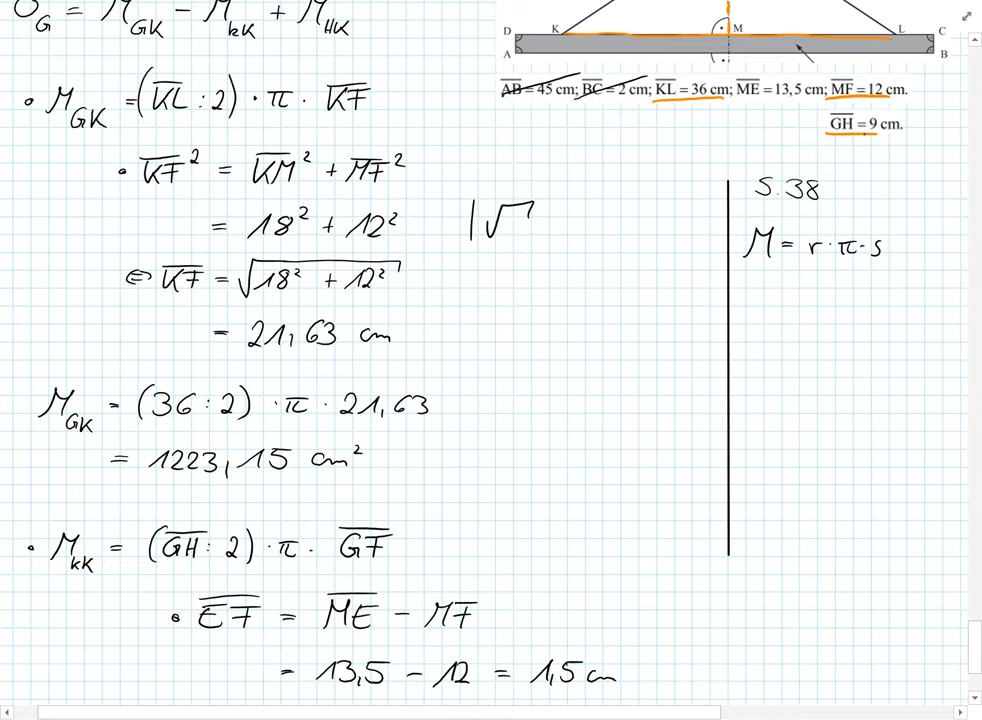 O_G = M_GK - M_kK + M_HK
D K M L C
A B
AB = 45 cm; BC = 2 cm; KL = 36 cm; ME = 13,5 cm; MF = 12 cm.
GH = 9 cm.
• M_GK = (KL : 2) · π · KF
• KF² = KM² + MF²
= 18² + 12² | √
⇔ KF = √18² + 12²
= 21,63 cm
M_GK = (36 : 2) · π · 21,63
= 1223,15 cm²
• M_kK = (GH : 2) · π · GF
• EF = ME - MF
= 13,5 - 12 = 1,5 cm
S. 38
M = r · π · s